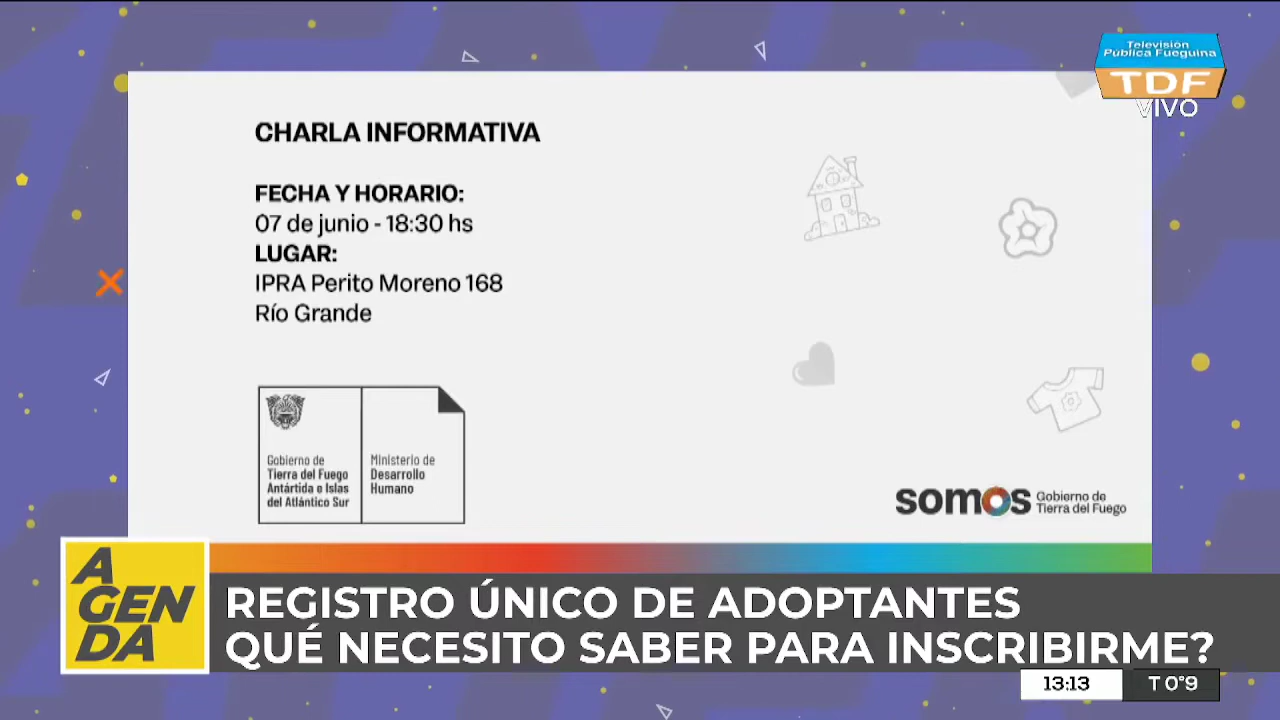 Televisión
Pública Fueguina
TDF
VIVO
CHARLA INFORMATIVA
FECHA Y HORARIO:
07 de junio - 18:30 hs
LUGAR:
IPRA Perito Moreno 168
Río Grande
Gobierno de
Tierra del Fuego
Antártida e Islas
del Atlántico Sur
Ministerio de
Desarrollo
Humano
somos
Gobierno de
Tierra del Fuego
A
GEN
DA
REGISTRO ÚNICO DE ADOPTANTES
QUÉ NECESITO SABER PARA INSCRIBIRME?
13:13
T 0°9